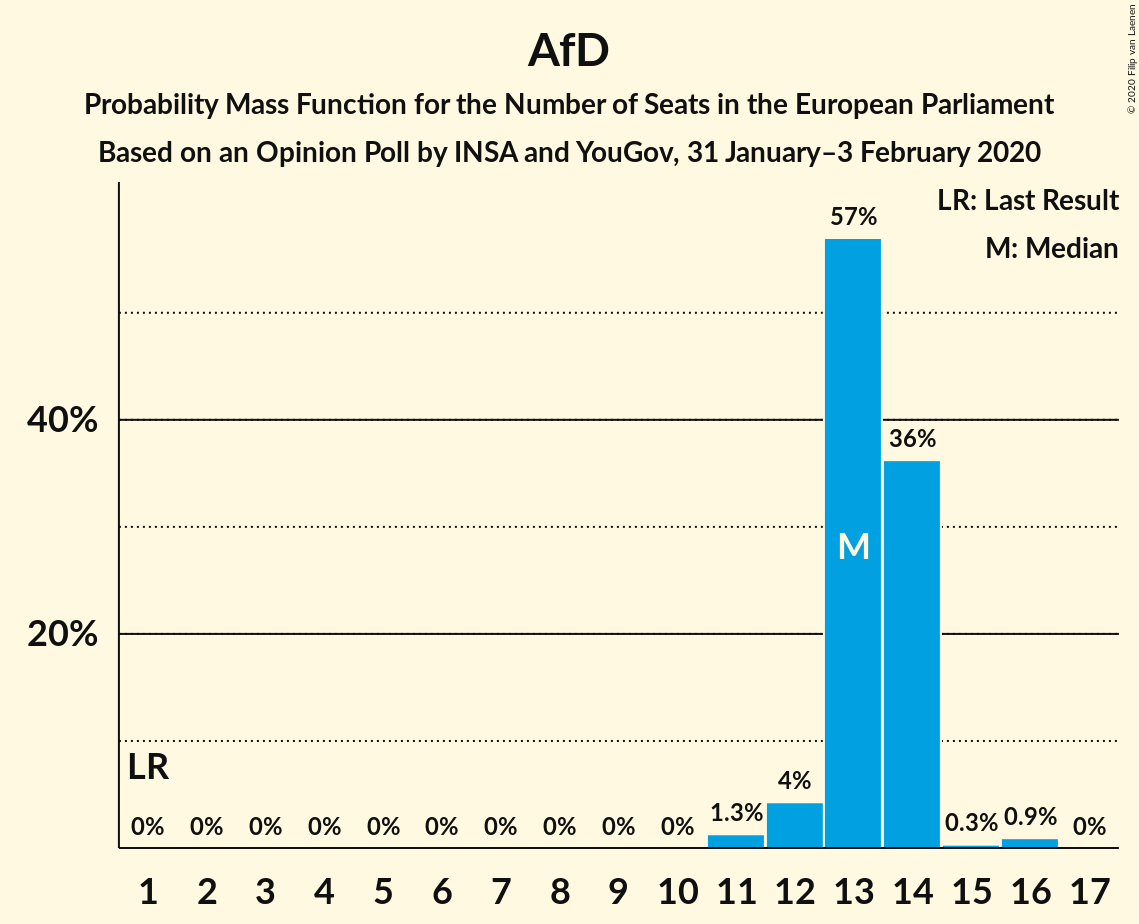 AfD
Probability Mass Function for the Number of Seats in the European Parliament
Based on an Opinion Poll by INSA and YouGov, 31 January–3 February 2020
© 2020 Filip van Laenen
LR: Last Result
M: Median
57%
40%
36%
M
20%
LR
0% 0% 0% 0% 0% 0% 0% 0% 0% 0% 1.3% 4% 0.3% 0.9% 0%
1 2 3 4 5 6 7 8 9 10 11 12 13 14 15 16 17